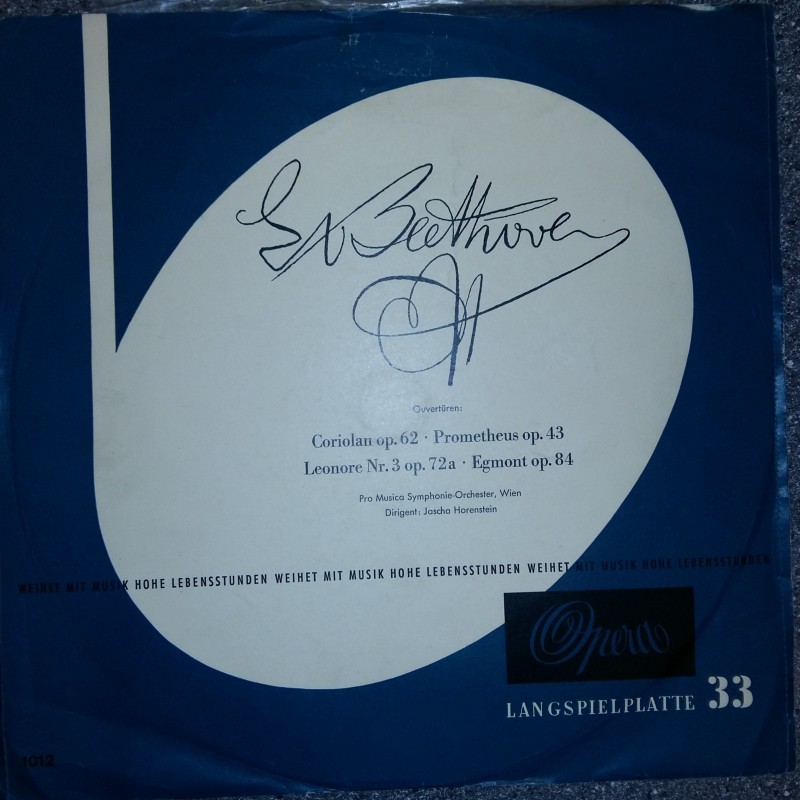 L v Beethoven
Ouvertüren:
Coriolan op. 62 · Prometheus op. 43
Leonore Nr. 3 op. 72a · Egmont op. 84
Pro Musica Symphonie-Orchester, Wien
Dirigent: Jascha Horenstein
WEIHET MIT MUSIK HOHE LEBENSSTUNDEN WEIHET MIT MUSIK HOHE LEBENSSTUNDEN WEIHET MIT MUSIK HOHE LEBENSSTUNDEN
Opera
LANGSPIELPLATTE 33
1012